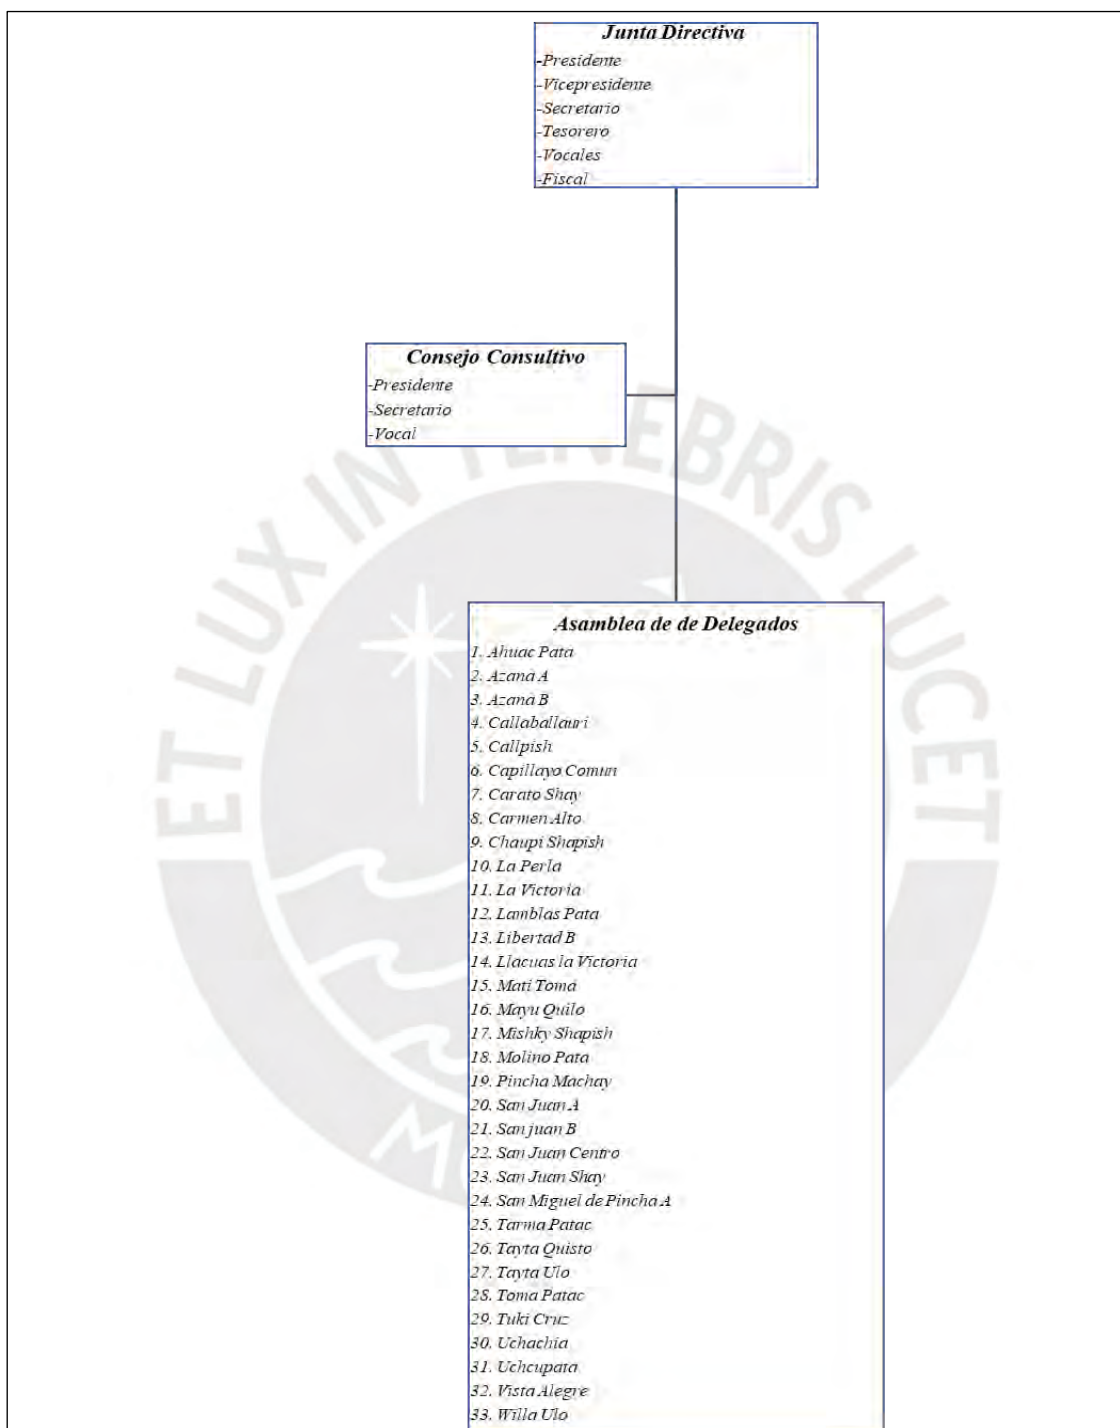 Junta Directiva
-Presidente
-Vicepresidente
-Secretario
-Tesorero
-Vocales
-Fiscal
Consejo Consultivo
-Presidente
-Secretario
-Vocal
ET LUX IN TENEBRIS LUCET
Asamblea de de Delegados
1. Ahuac Pata
2. Azana A
3. Azana B
4. Callaballauri
5. Callpish
6. Capillayo Comun
7. Carato Shay
8. Carmen Alto
9. Chaupi Shapish
10. La Perla
11. La Victoria
12. Lamblas Pata
13. Libertad B
14. Llacuas la Victoria
15. Mati Toma
16. Mayu Quilo
17. Mishky Shapish
18. Molino Pata
19. Pincha Machay
20. San Juan A
21. San juan B
22. San Juan Centro
23. San Juan Shay
24. San Miguel de Pincha A
25. Tarma Patac
26. Tayta Quisto
27. Tayta Ulo
28. Toma Patac
29. Tuki Cruz
30. Uchachia
31. Uchcupata
32. Vista Alegre
33. Willa Ulo